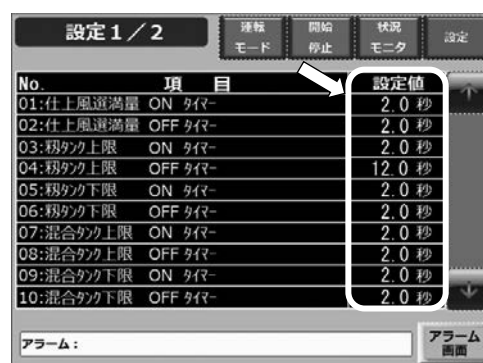 設定1／2
運転 モード
開始 停止
状況 モニタ
設定
No. 項 目 設定値
01:仕上風選満量 ON タイマー 2.0 秒
02:仕上風選満量 OFF タイマー 2.0 秒
03:籾タンク上限 ON タイマー 2.0 秒
04:籾タンク上限 OFF タイマー 12.0 秒
05:籾タンク下限 ON タイマー 2.0 秒
06:籾タンク下限 OFF タイマー 2.0 秒
07:混合タンク上限 ON タイマー 2.0 秒
08:混合タンク上限 OFF タイマー 2.0 秒
09:混合タンク下限 ON タイマー 2.0 秒
10:混合タンク下限 OFF タイマー 2.0 秒
アラーム：
アラーム
画面